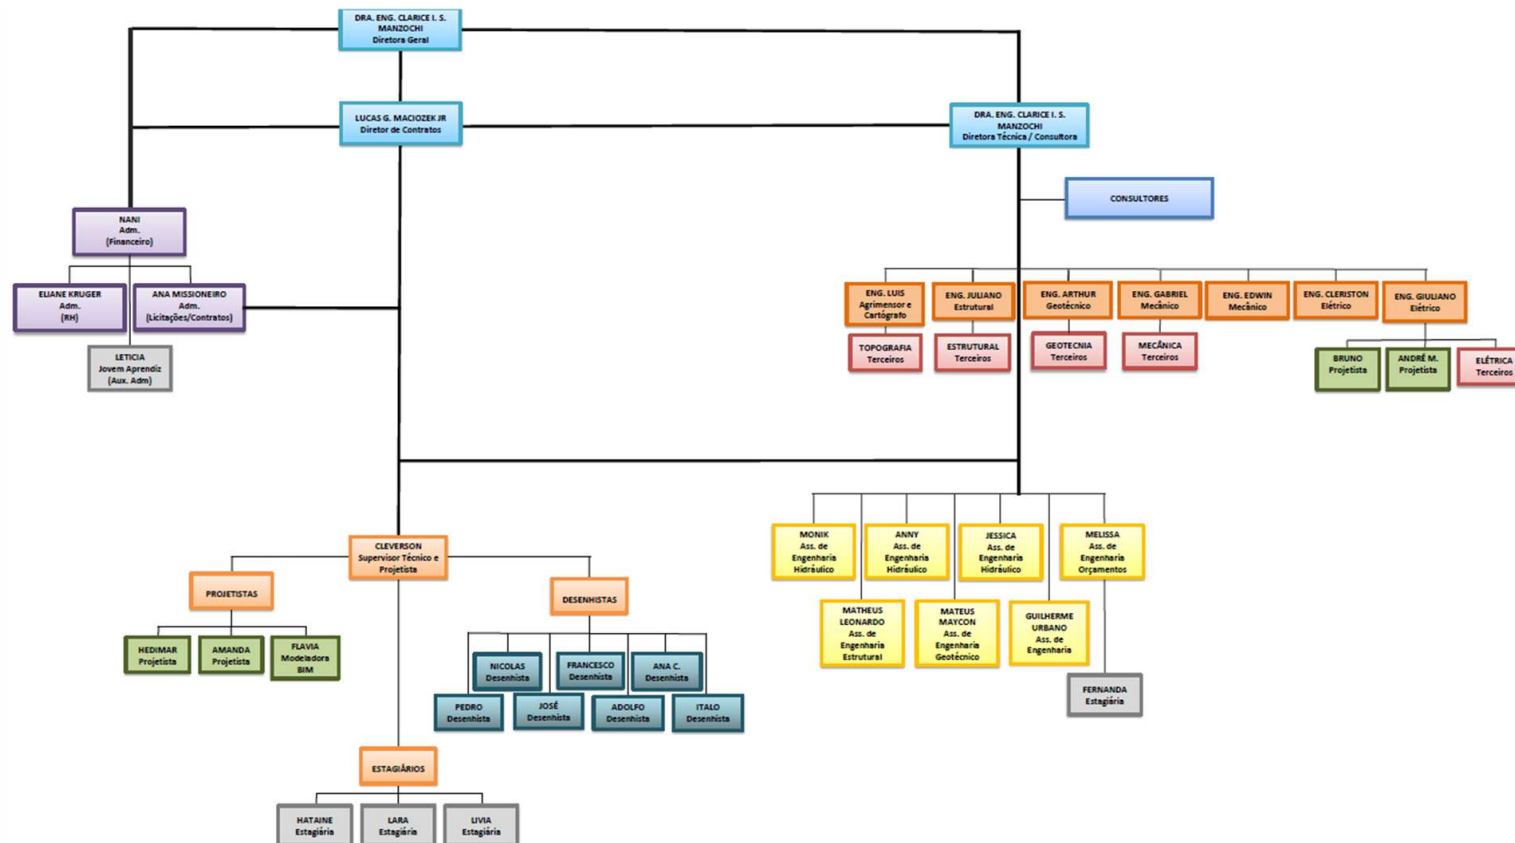 DRA. ENG. CLARICE I. S.
MANZOCHI
Diretora Geral
LUCAS G. MACIOZEK JR
Diretor de Contratos
DRA. ENG. CLARICE I. S.
MANZOCHI
Diretora Técnica / Consultora
CONSULTORES
NANI
Adm.
(Financeiro)
ELIANE KRUGER
Adm.
(RH)
ANA MISSIONEIRO
Adm.
(Licitações/Contratos)
LETICIA
Jovem Aprendiz
(Aux. Adm)
ENG. LUIS
Agrimensor e
Cartógrafo
ENG. JULIANO
Estrutural
ENG. ARTHUR
Geotécnico
ENG. GABRIEL
Mecânico
ENG. EDWIN
Mecânico
ENG. CLERISTON
Elétrico
ENG. GIULIANO
Elétrico
TOPOGRAFIA
Terceiros
ESTRUTURAL
Terceiros
GEOTECNIA
Terceiros
MECÂNICA
Terceiros
BRUNO
Projetista
ANDRÉ M.
Projetista
ELÉTRICA
Terceiros
CLEVERSON
Supervisor Técnico e
Projetista
PROJETISTAS
DESENHISTAS
HEDIMAR
Projetista
AMANDA
Projetista
FLAVIA
Modeladora
BIM
NICOLAS
Desenhista
FRANCESCO
Desenhista
ANA C.
Desenhista
PEDRO
Desenhista
JOSÉ
Desenhista
ADOLFO
Desenhista
ITALO
Desenhista
MONIK
Ass. de
Engenharia
Hidráulico
ANNY
Ass. de
Engenharia
Hidráulico
JESSICA
Ass. de
Engenharia
Hidráulico
MELISSA
Ass. de
Engenharia
Orçamentos
MATHEUS
LEONARDO
Ass. de
Engenharia
Estrutural
MATEUS
MAYCON
Ass. de
Engenharia
Geotécnico
GUILHERME
URBANO
Ass. de
Engenharia
FERNANDA
Estagiária
ESTAGIÁRIOS
HATAINE
Estagiária
LARA
Estagiária
LIVIA
Estagiária